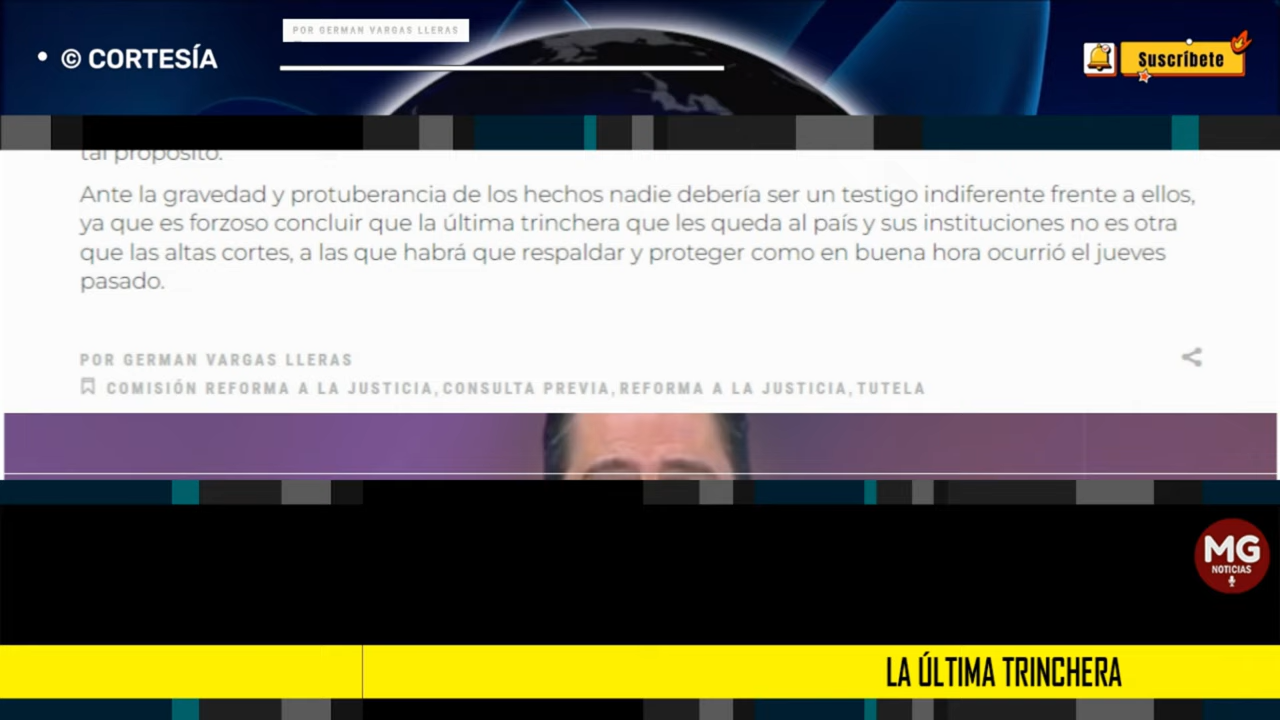 POR GERMAN VARGAS LLERAS
• © CORTESÍA
Suscríbete
tal propósito.
Ante la gravedad y protuberancia de los hechos nadie debería ser un testigo indiferente frente a ellos,
ya que es forzoso concluir que la última trinchera que les queda al país y sus instituciones no es otra
que las altas cortes, a las que habrá que respaldar y proteger como en buena hora ocurrió el jueves
pasado.
POR GERMAN VARGAS LLERAS
COMISIÓN REFORMA A LA JUSTICIA, CONSULTA PREVIA, REFORMA A LA JUSTICIA, TUTELA
MG
NOTICIAS
LA ÚLTIMA TRINCHERA